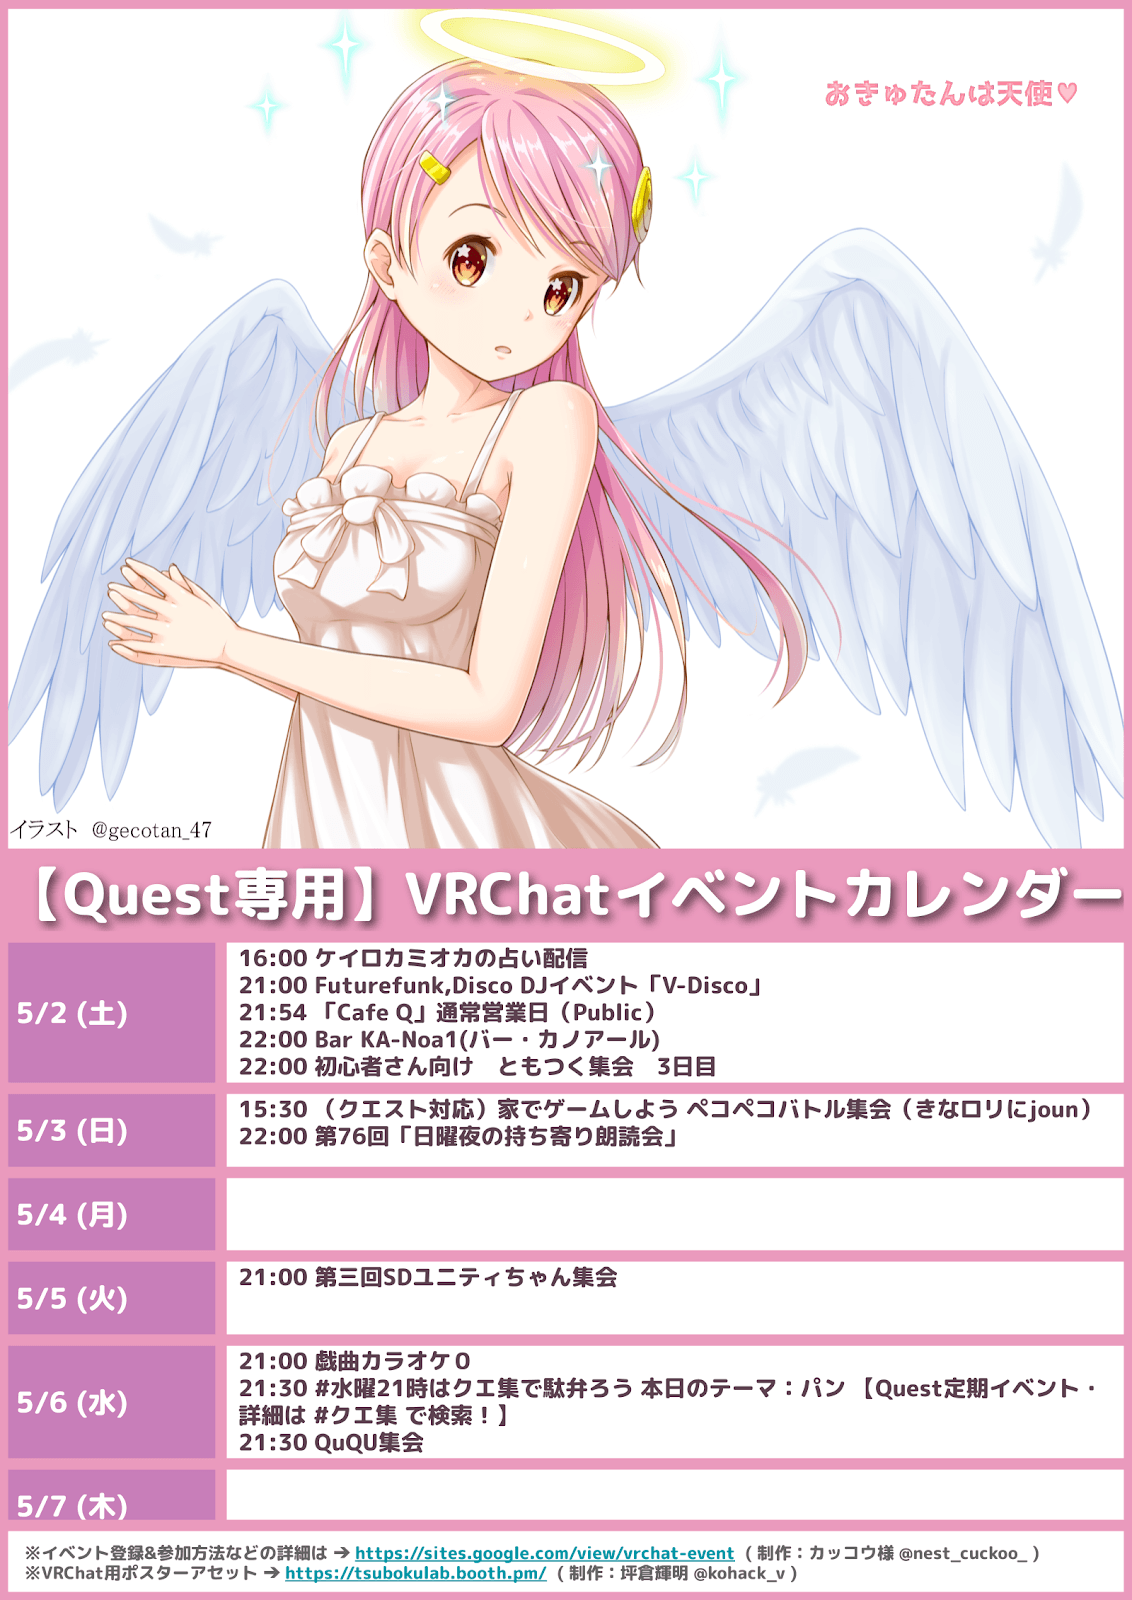 おきゅたんは天使♥
イラスト @gecotan_47
【Quest専用】VRChatイベントカレンダー
5/2 (土)
16:00 ケイロカミオカの占い配信
21:00 Futurefunk,Disco DJイベント「V-Disco」
21:54 「Cafe Q」通常営業日（Public）
22:00 Bar KA-Noa1(バー・カノアール)
22:00 初心者さん向け　ともつく集会　3日目
5/3 (日)
15:30 （クエスト対応）家でゲームしよう ペコペコバトル集会（きなロリにjoun）
22:00 第76回「日曜夜の持ち寄り朗読会」
5/4 (月)
5/5 (火)
21:00 第三回SDユニティちゃん集会
5/6 (水)
21:00 戯曲カラオケ０
21:30 #水曜21時はクエ集で駄弁ろう 本日のテーマ：パン 【Quest定期イベント・
詳細は #クエ集 で検索！】
21:30 QuQU集会
5/7 (木)
※イベント登録&参加方法などの詳細は → https://sites.google.com/view/vrchat-event ( 制作：カッコウ様 @nest_cuckoo_ )
※VRChat用ポスターアセット → https://tsubokulab.booth.pm/ ( 制作：坪倉輝明 @kohack_v )